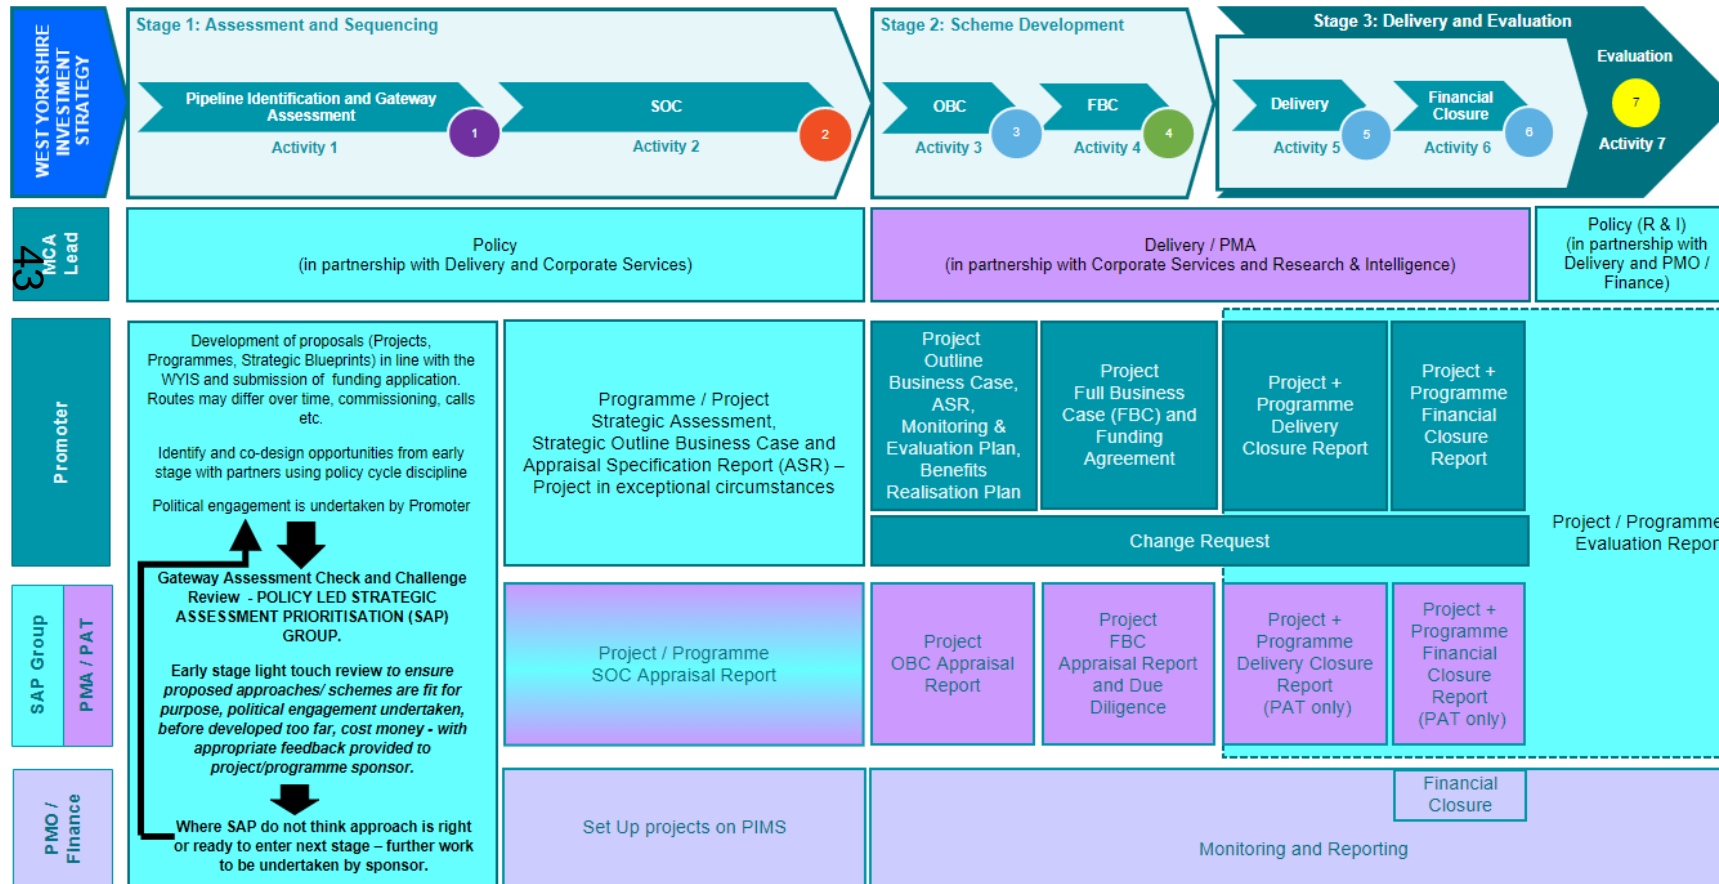 WEST YORKSHIRE
INVESTMENT
STRATEGY
Stage 1: Assessment and Sequencing
Pipeline Identification and Gateway
Assessment
1
Activity 1
SOC
2
Activity 2
Stage 2: Scheme Development
OBC
3
Activity 3
FBC
4
Activity 4
Stage 3: Delivery and Evaluation
Delivery
5
Activity 5
Financial
Closure
6
Activity 6
Evaluation
7
Activity 7
MCA
Lead
43
Policy
(in partnership with Delivery and Corporate Services)
Delivery / PMA
(in partnership with Corporate Services and Research & Intelligence)
Policy (R & I)
(in partnership with
Delivery and PMO /
Finance)
Promoter
Development of proposals (Projects,
Programmes, Strategic Blueprints) in line with the
WYIS and submission of funding application.
Routes may differ over time, commissioning, calls
etc.
Identify and co-design opportunities from early
stage with partners using policy cycle discipline
Political engagement is undertaken by Promoter
Gateway Assessment Check and Challenge
Review - POLICY LED STRATEGIC
ASSESSMENT PRIORITISATION (SAP)
GROUP.
Early stage light touch review to ensure
proposed approaches/ schemes are fit for
purpose, political engagement undertaken,
before developed too far, cost money - with
appropriate feedback provided to
project/programme sponsor.
Where SAP do not think approach is right
or ready to enter next stage – further work
to be undertaken by sponsor.
Programme / Project
Strategic Assessment,
Strategic Outline Business Case and
Appraisal Specification Report (ASR) –
Project in exceptional circumstances
Project
Outline
Business Case,
ASR,
Monitoring &
Evaluation Plan,
Benefits
Realisation Plan
Project
Full Business
Case (FBC) and
Funding
Agreement
Project +
Programme
Delivery
Closure Report
Project +
Programme
Financial
Closure
Report
Change Request
Project / Programme
Evaluation Repor
SAP Group
PMA / PAT
Project / Programme
SOC Appraisal Report
Project
OBC Appraisal
Report
Project
FBC
Appraisal Report
and Due
Diligence
Project +
Programme
Delivery Closure
Report
(PAT only)
Project +
Programme
Financial
Closure
Report
(PAT only)
PMO /
Finance
Set Up projects on PIMS
Financial
Closure
Monitoring and Reporting